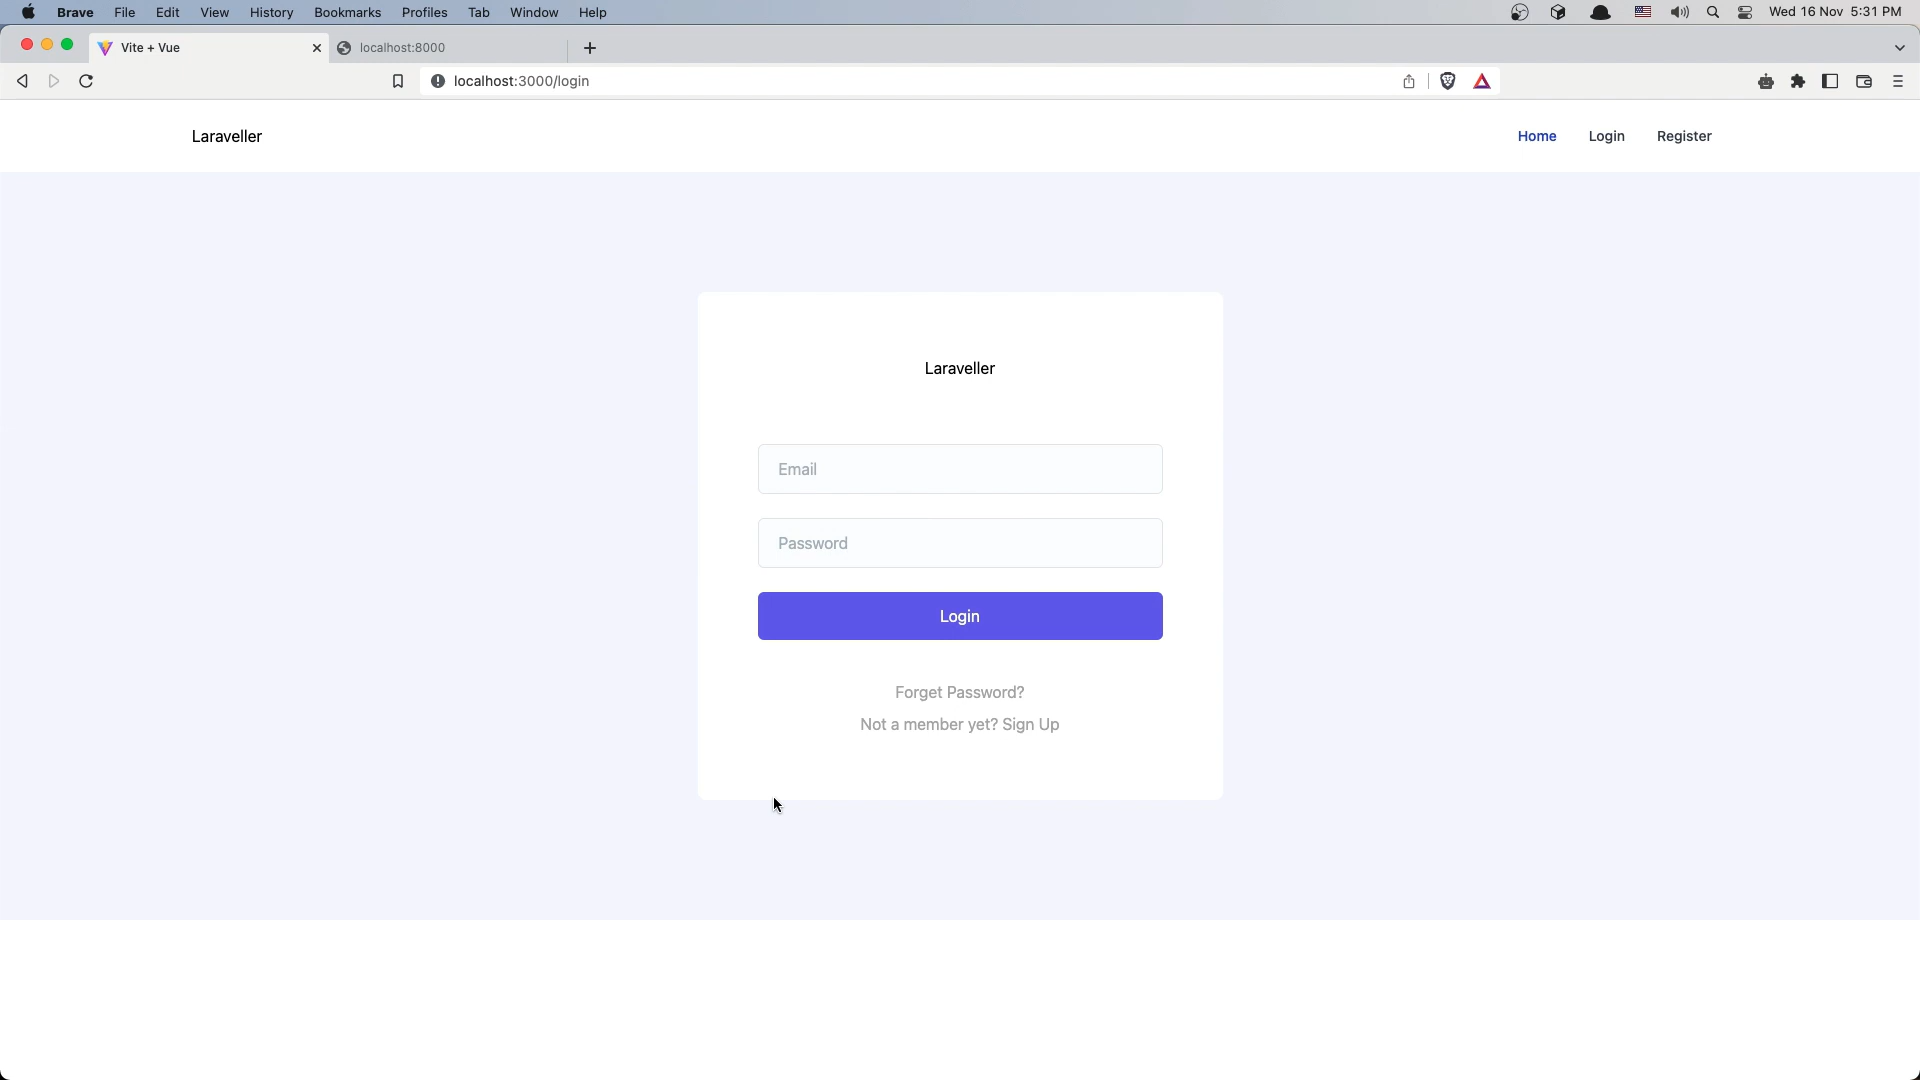 Brave File Edit View History Bookmarks Profiles Tab Window Help Wed 16 Nov 5:31 PM
Vite + Vue localhost:8000
localhost:3000/login
Laraveller Home Login Register
Laraveller
Email
Password
Login
Forget Password?
Not a member yet? Sign Up